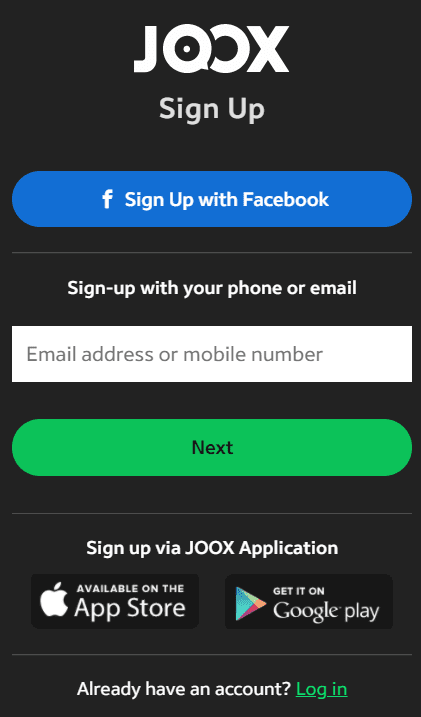 JOOX
Sign Up
Sign Up with Facebook
Sign-up with your phone or email
Email address or mobile number
Next
Sign up via JOOX Application
AVAILABLE ON THE
App Store
GET IT ON
Google play
Already have an account? Log in